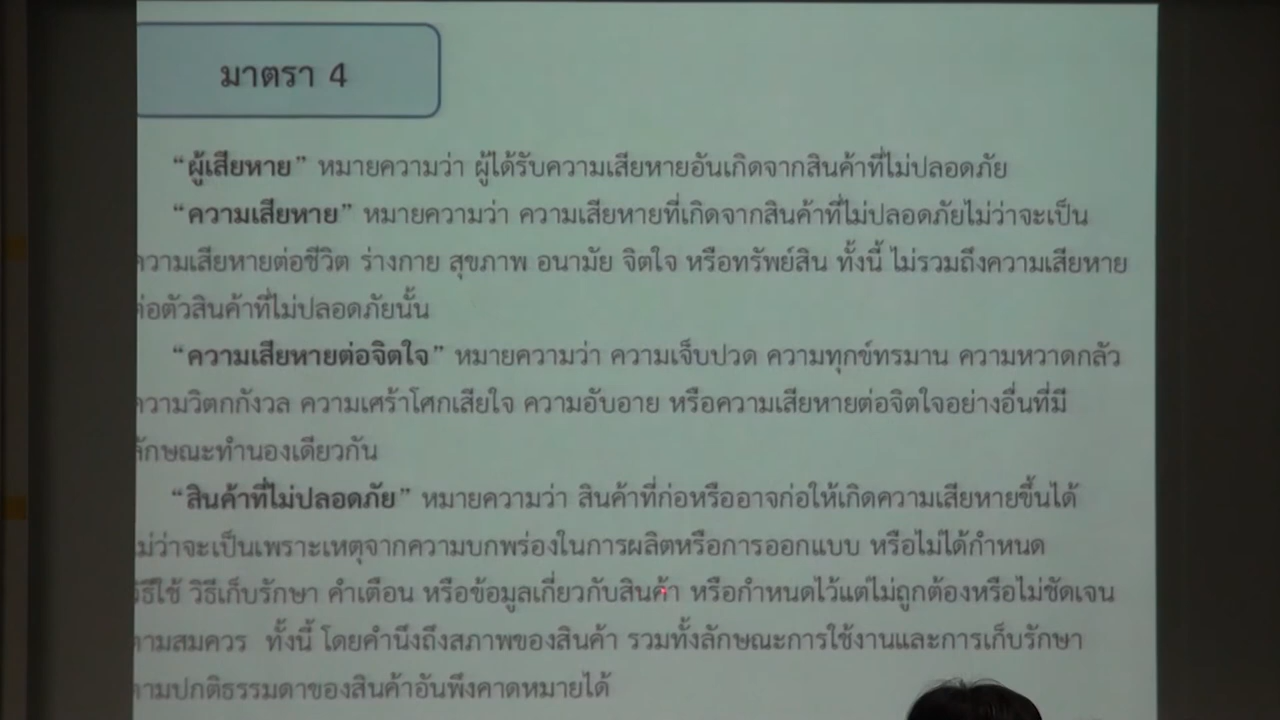 มาตรา 4
“ผู้เสียหาย” หมายความว่า ผู้ได้รับความเสียหายอันเกิดจากสินค้าที่ไม่ปลอดภัย
“ความเสียหาย” หมายความว่า ความเสียหายที่เกิดจากสินค้าที่ไม่ปลอดภัยไม่ว่าจะเป็น
ความเสียหายต่อชีวิต ร่างกาย สุขภาพ อนามัย จิตใจ หรือทรัพย์สิน ทั้งนี้ ไม่รวมถึงความเสียหาย
ต่อตัวสินค้าที่ไม่ปลอดภัยนั้น
“ความเสียหายต่อจิตใจ” หมายความว่า ความเจ็บปวด ความทุกข์ทรมาน ความหวาดกลัว
ความวิตกกังวล ความเศร้าโศกเสียใจ ความอับอาย หรือความเสียหายต่อจิตใจอย่างอื่นที่มี
ลักษณะทำนองเดียวกัน
“สินค้าที่ไม่ปลอดภัย” หมายความว่า สินค้าที่ก่อหรืออาจก่อให้เกิดความเสียหายขึ้นได้
ไม่ว่าจะเป็นเพราะเหตุจากความบกพร่องในการผลิตหรือการออกแบบ หรือไม่ได้กำหนด
วิธีใช้ วิธีเก็บรักษา คำเตือน หรือข้อมูลเกี่ยวกับสินค้า หรือกำหนดไว้แต่ไม่ถูกต้องหรือไม่ชัดเจน
ตามสมควร ทั้งนี้ โดยคำนึงถึงสภาพของสินค้า รวมทั้งลักษณะการใช้งานและการเก็บรักษา
ตามปกติธรรมดาของสินค้าอันพึงคาดหมายได้